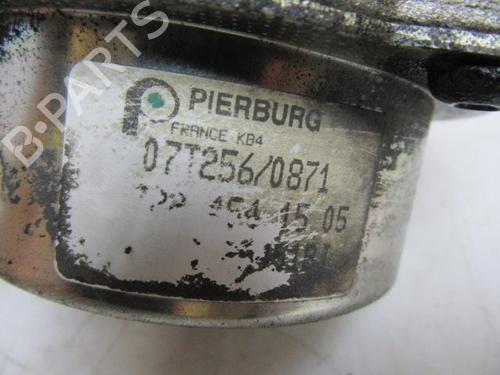 B-PARTS
PIERBURG
FRANCE KB4
07T256/0871
15 05